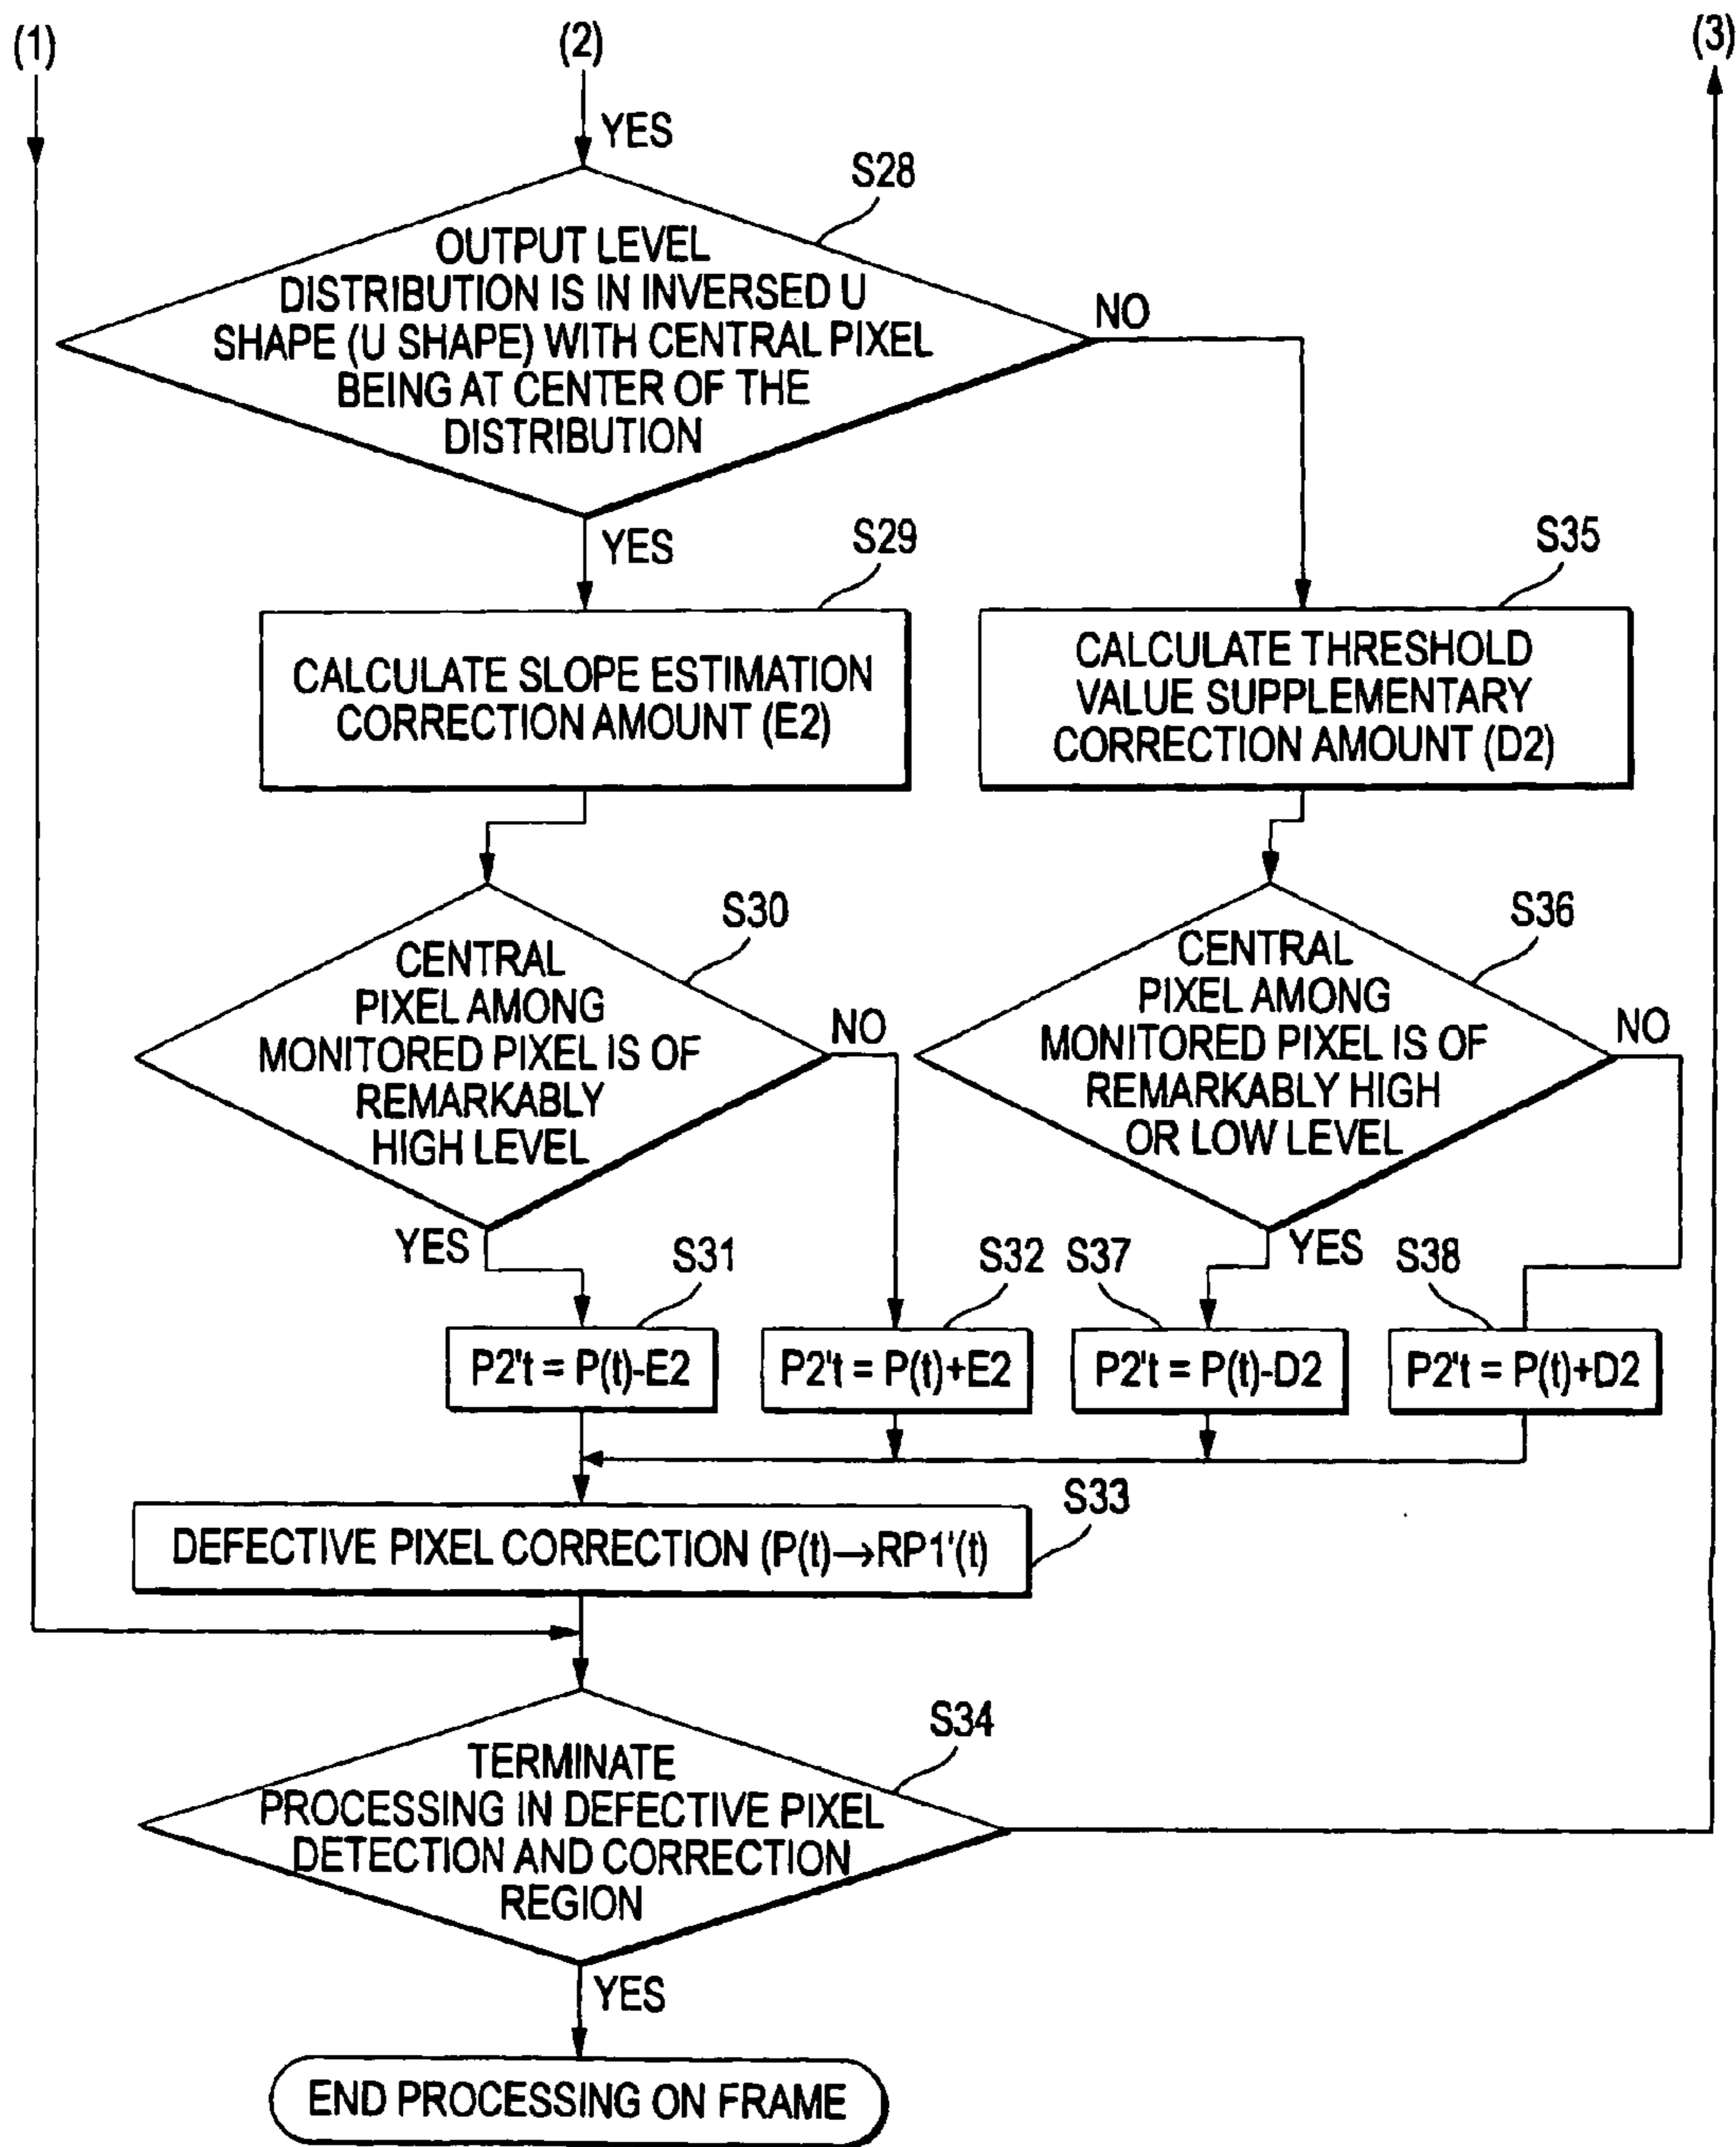 (1)
(2)
(3)
YES
S28
OUTPUT LEVEL
DISTRIBUTION IS IN INVERSED U
SHAPE (U SHAPE) WITH CENTRAL PIXEL
BEING AT CENTER OF THE
DISTRIBUTION
NO
YES
S29
CALCULATE SLOPE ESTIMATION
CORRECTION AMOUNT (E2)
S35
CALCULATE THRESHOLD
VALUE SUPPLEMENTARY
CORRECTION AMOUNT (D2)
S30
CENTRAL
PIXEL AMONG
MONITORED PIXEL IS OF
REMARKABLY
HIGH LEVEL
NO
YES
S36
CENTRAL
PIXEL AMONG
MONITORED PIXEL IS OF
REMARKABLY HIGH
OR LOW LEVEL
NO
YES
S31
P2't = P(t)-E2
S32
P2't = P(t)+E2
S37
P2't = P(t)-D2
S38
P2't = P(t)+D2
S33
DEFECTIVE PIXEL CORRECTION (P(t)→RP1'(t)
S34
TERMINATE
PROCESSING IN DEFECTIVE PIXEL
DETECTION AND CORRECTION
REGION
YES
END PROCESSING ON FRAME